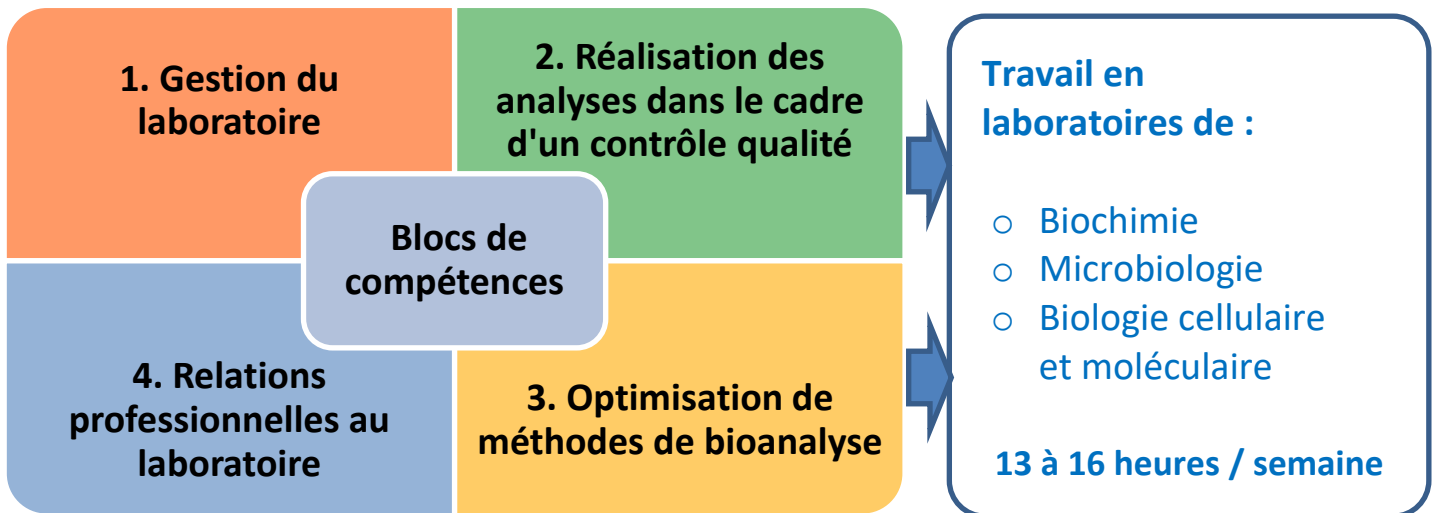 1. Gestion du
laboratoire
2. Réalisation des
analyses dans le cadre
d'un contrôle qualité
Blocs de
compétences
4. Relations
professionnelles au
laboratoire
3. Optimisation de
méthodes de bioanalyse
Travail en
laboratoires de :
o Biochimie
o Microbiologie
o Biologie cellulaire
et moléculaire
13 à 16 heures / semaine